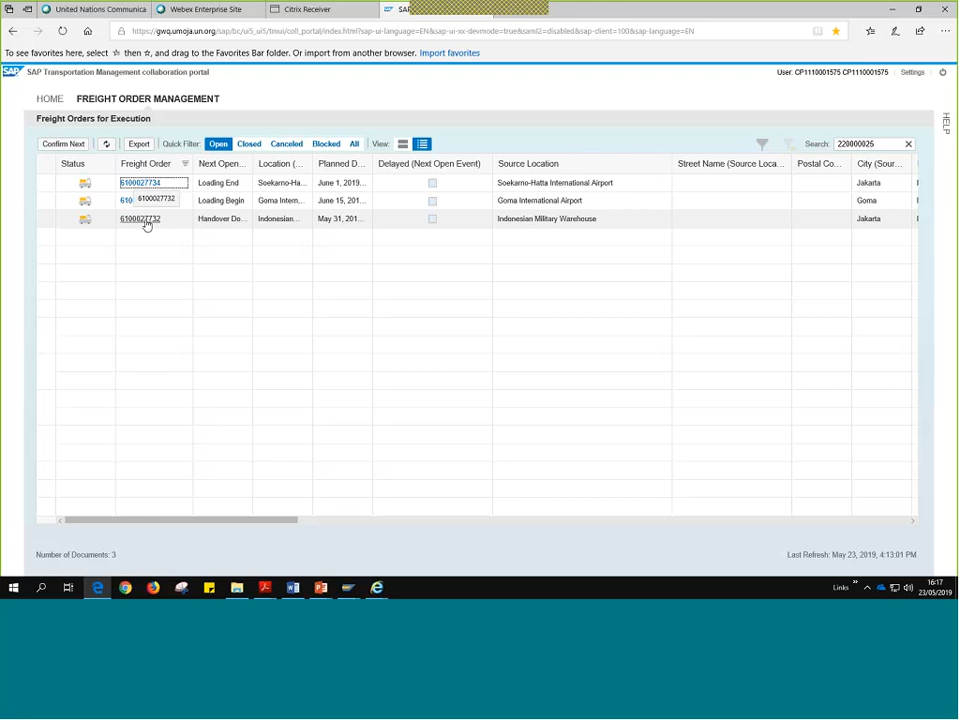 United Nations Communica
Webex Enterprise Site
Citrix Receiver
SAP
https://gwq.umoja.un.org/sap/bc/ui5_ui5/tmui/coll_portal/index.html?sap-ui-language=EN&sap-ui-xx-devmode=true&saml2=disabled&sap-client=100&sap-language=EN
To see favorites here, select ☆ then ☆, and drag to the Favorites Bar folder. Or import from another browser. Import favorites
SAP SAP Transportation Management collaboration portal User: CP1110001575 CP1110001575 Settings
HOME FREIGHT ORDER MANAGEMENT
HELP
Freight Orders for Execution
Confirm Next Export Quick Filter: Open Closed Canceled Blocked All View: Search: 220000025
Status Freight Order Next Open... Location (... Planned D... Delayed (Next Open Event) Source Location Street Name (Source Loca... Postal Co... City (Sour...
6100027734 Loading End Soekarno-Ha... June 1, 2019... Soekarno-Hatta International Airport Jakarta
610 6100027732 Loading Begin Goma Intern... June 15, 201... Goma International Airport Goma
6100027732 Handover Do... Indonesian... May 31, 201... Indonesian Military Warehouse Jakarta
Number of Documents: 3 Last Refresh: May 23, 2019, 4:13:01 PM
Links 16:17
23/05/2019